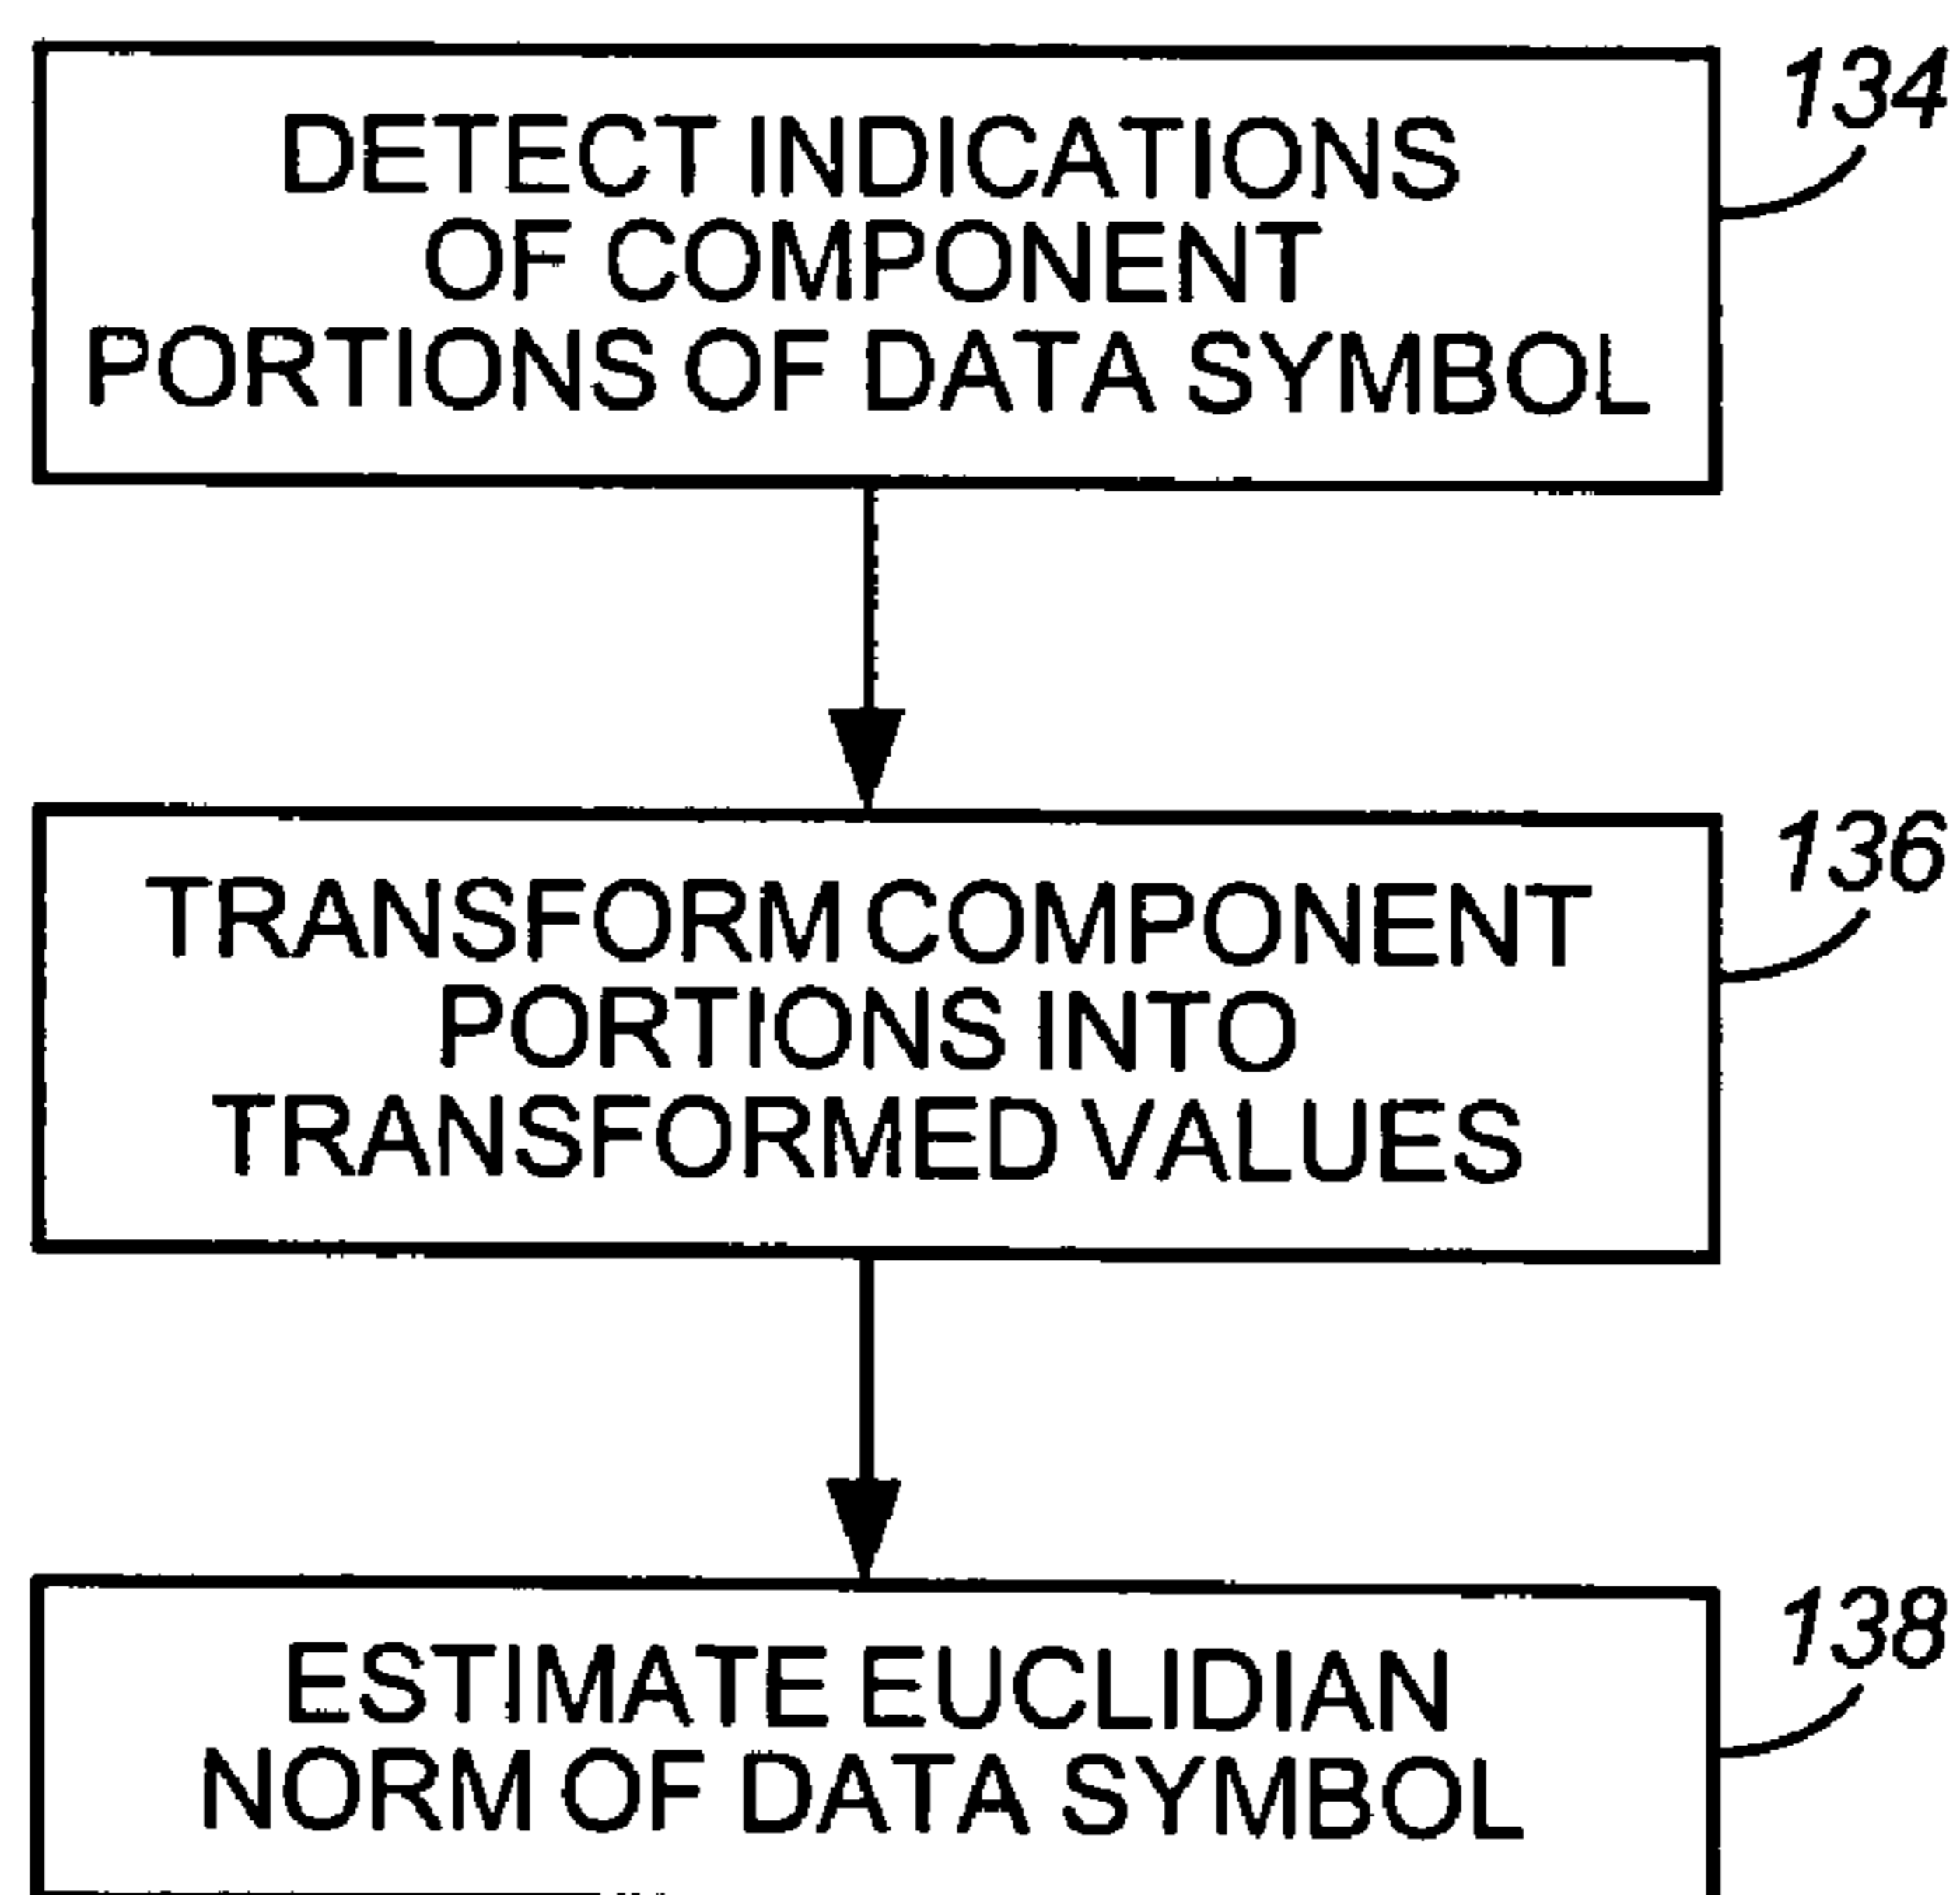 134
DETECT INDICATIONS
OF COMPONENT
PORTIONS OF DATA SYMBOL
136
TRANSFORM COMPONENT
PORTIONS INTO
TRANSFORMED VALUES
138
ESTIMATE EUCLIDIAN
NORM OF DATA SYMBOL